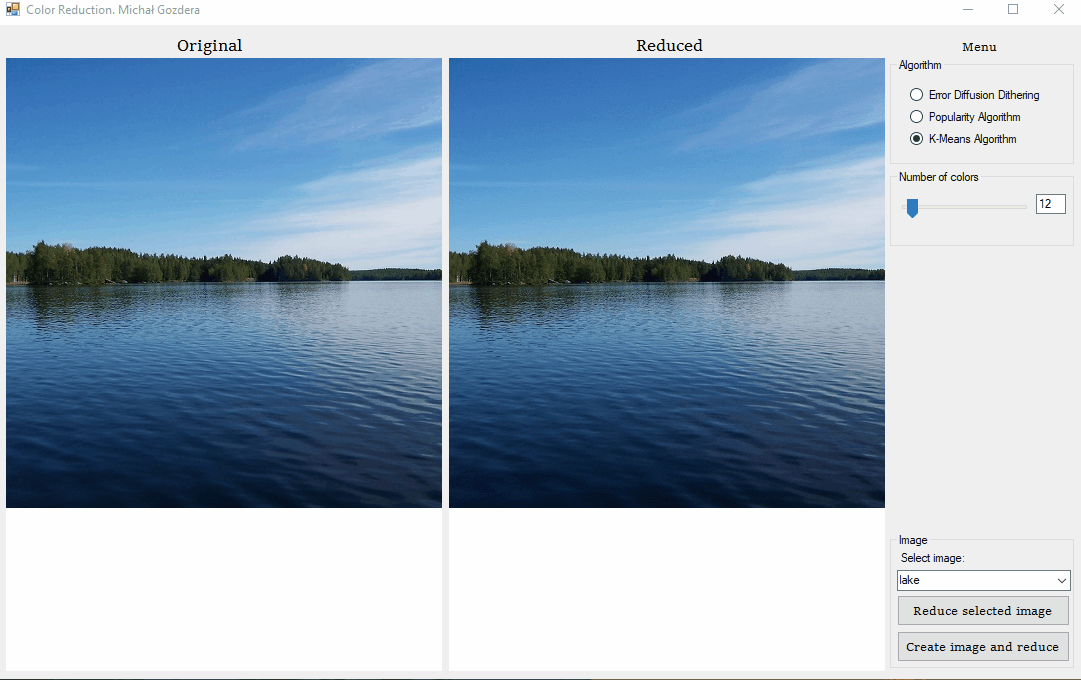 Color Reduction. Michał Gozdera
Original
Reduced
Menu
Algorithm
Error Diffusion Dithering
Popularity Algorithm
K-Means Algorithm
Number of colors
12
Image
Select image:
lake
Reduce selected image
Create image and reduce